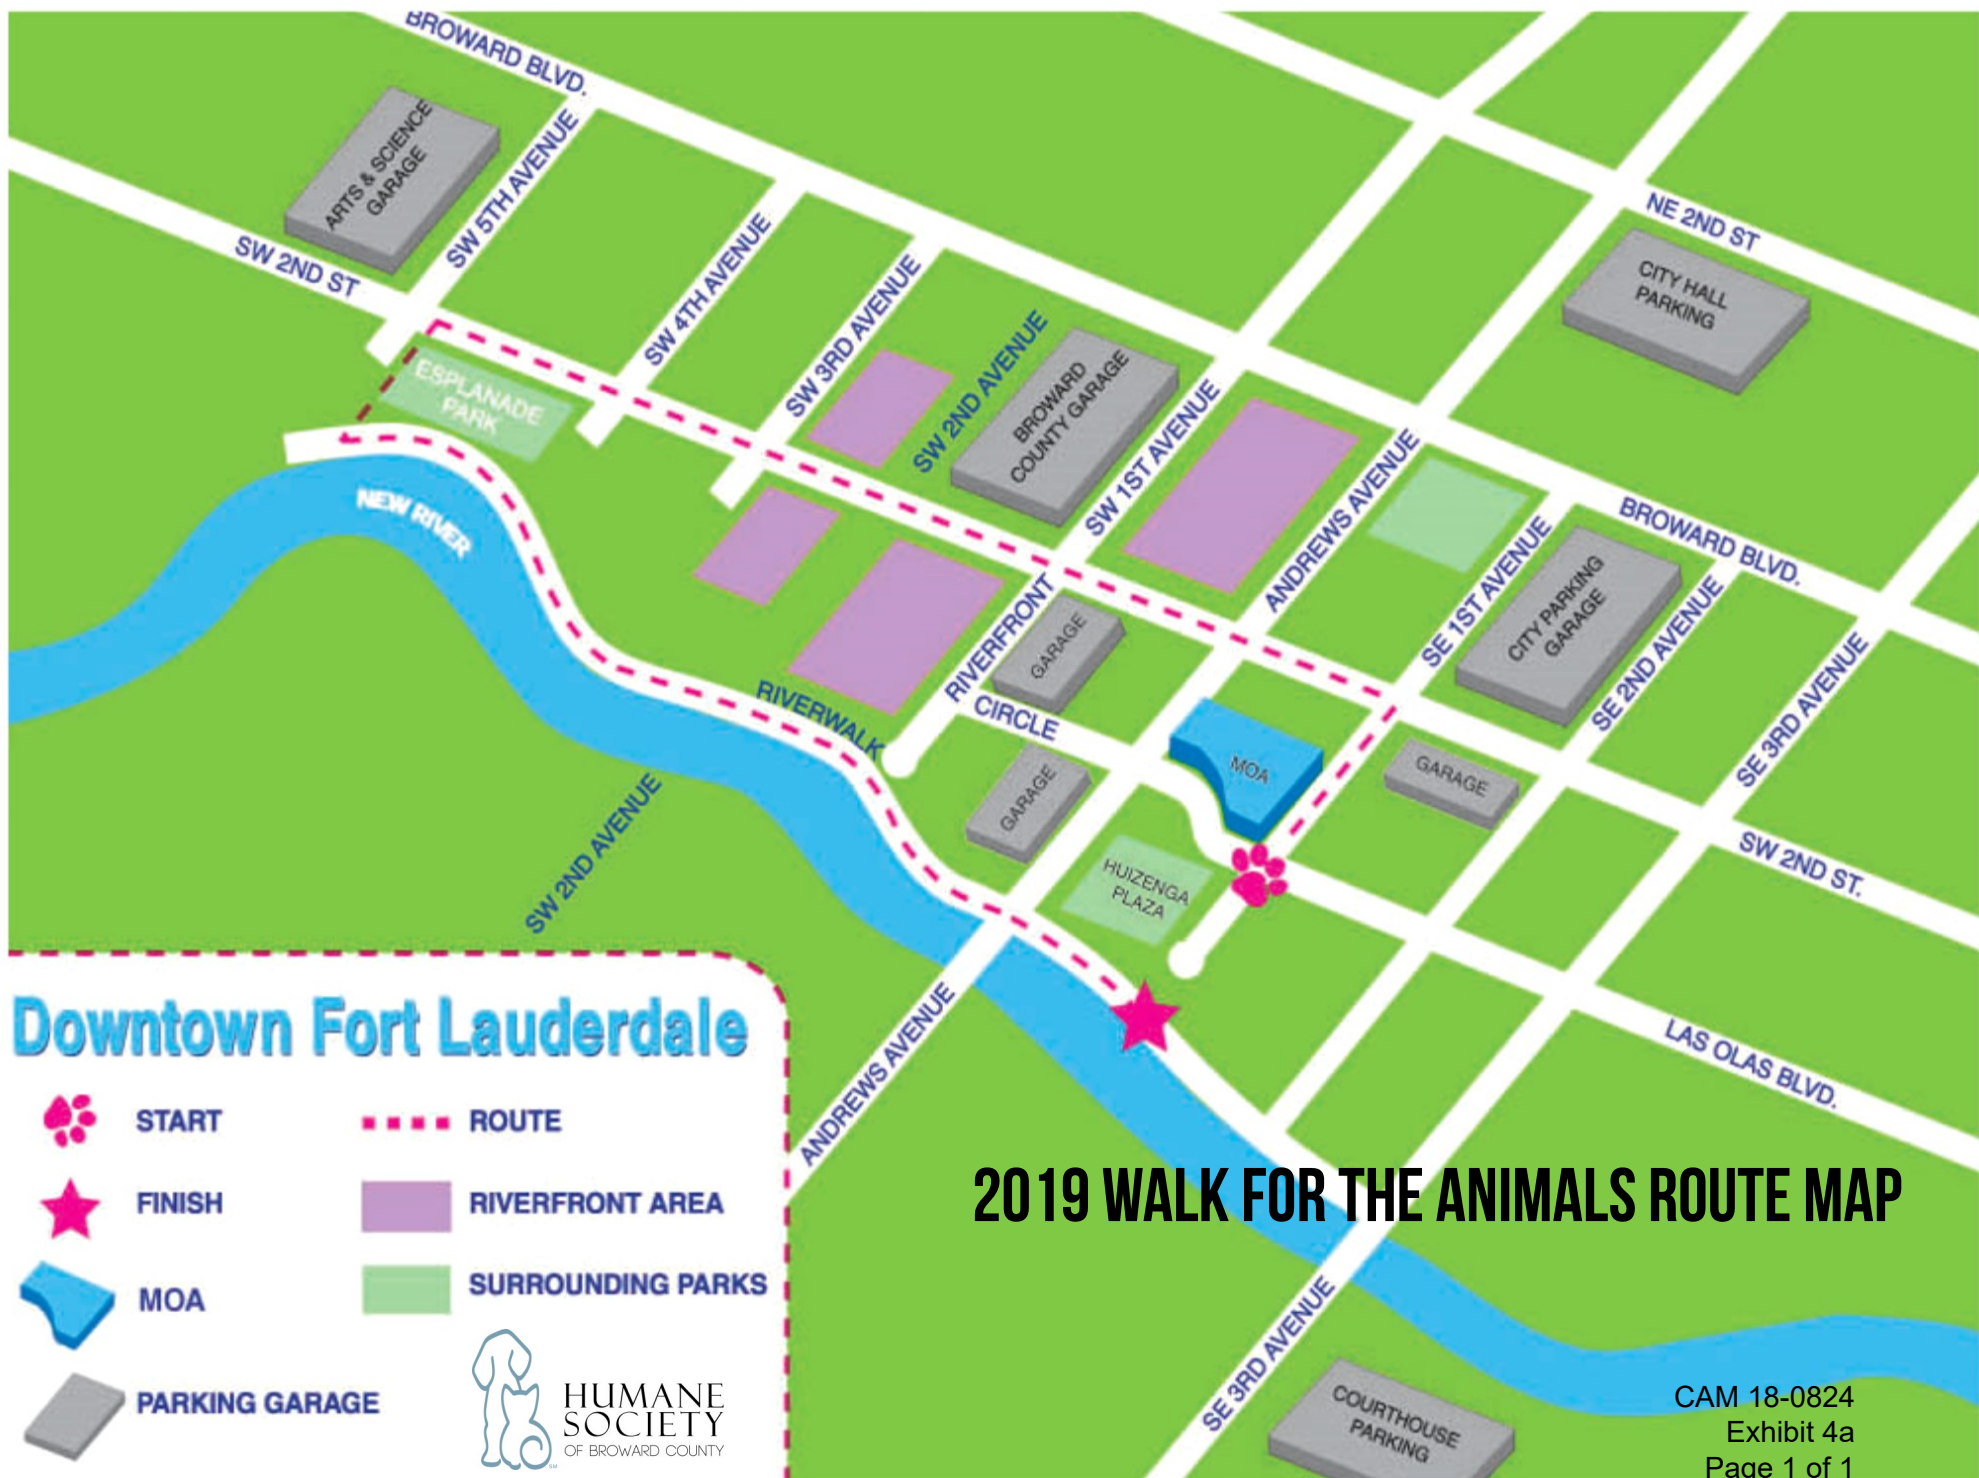 BROWARD BLVD.
ARTS & SCIENCE
GARAGE
SW 5TH AVENUE
SW 2ND ST
SW 4TH AVENUE
SW 3RD AVENUE
SW 2ND AVENUE
BROWARD
COUNTY GARAGE
SW 1ST AVENUE
ANDREWS AVENUE
NE 2ND ST
CITY HALL
PARKING
BROWARD BLVD.
SE 1ST AVENUE
CITY PARKING
GARAGE
SE 2ND AVENUE
SE 3RD AVENUE
ESPLANADE
PARK
NEW RIVER
RIVERWALK
RIVERFRONT
CIRCLE
GARAGE
GARAGE
MOA
GARAGE
HUIZENGA
PLAZA
SW 2ND ST.
LAS OLAS BLVD.
SW 2ND AVENUE
ANDREWS AVENUE
2019 WALK FOR THE ANIMALS ROUTE MAP
SE 3RD AVENUE
COURTHOUSE
PARKING
Downtown Fort Lauderdale
START
ROUTE
FINISH
RIVERFRONT AREA
MOA
SURROUNDING PARKS
PARKING GARAGE
HUMANE
SOCIETY
OF BROWARD COUNTY
SM
CAM 18-0824
Exhibit 4a
Page 1 of 1